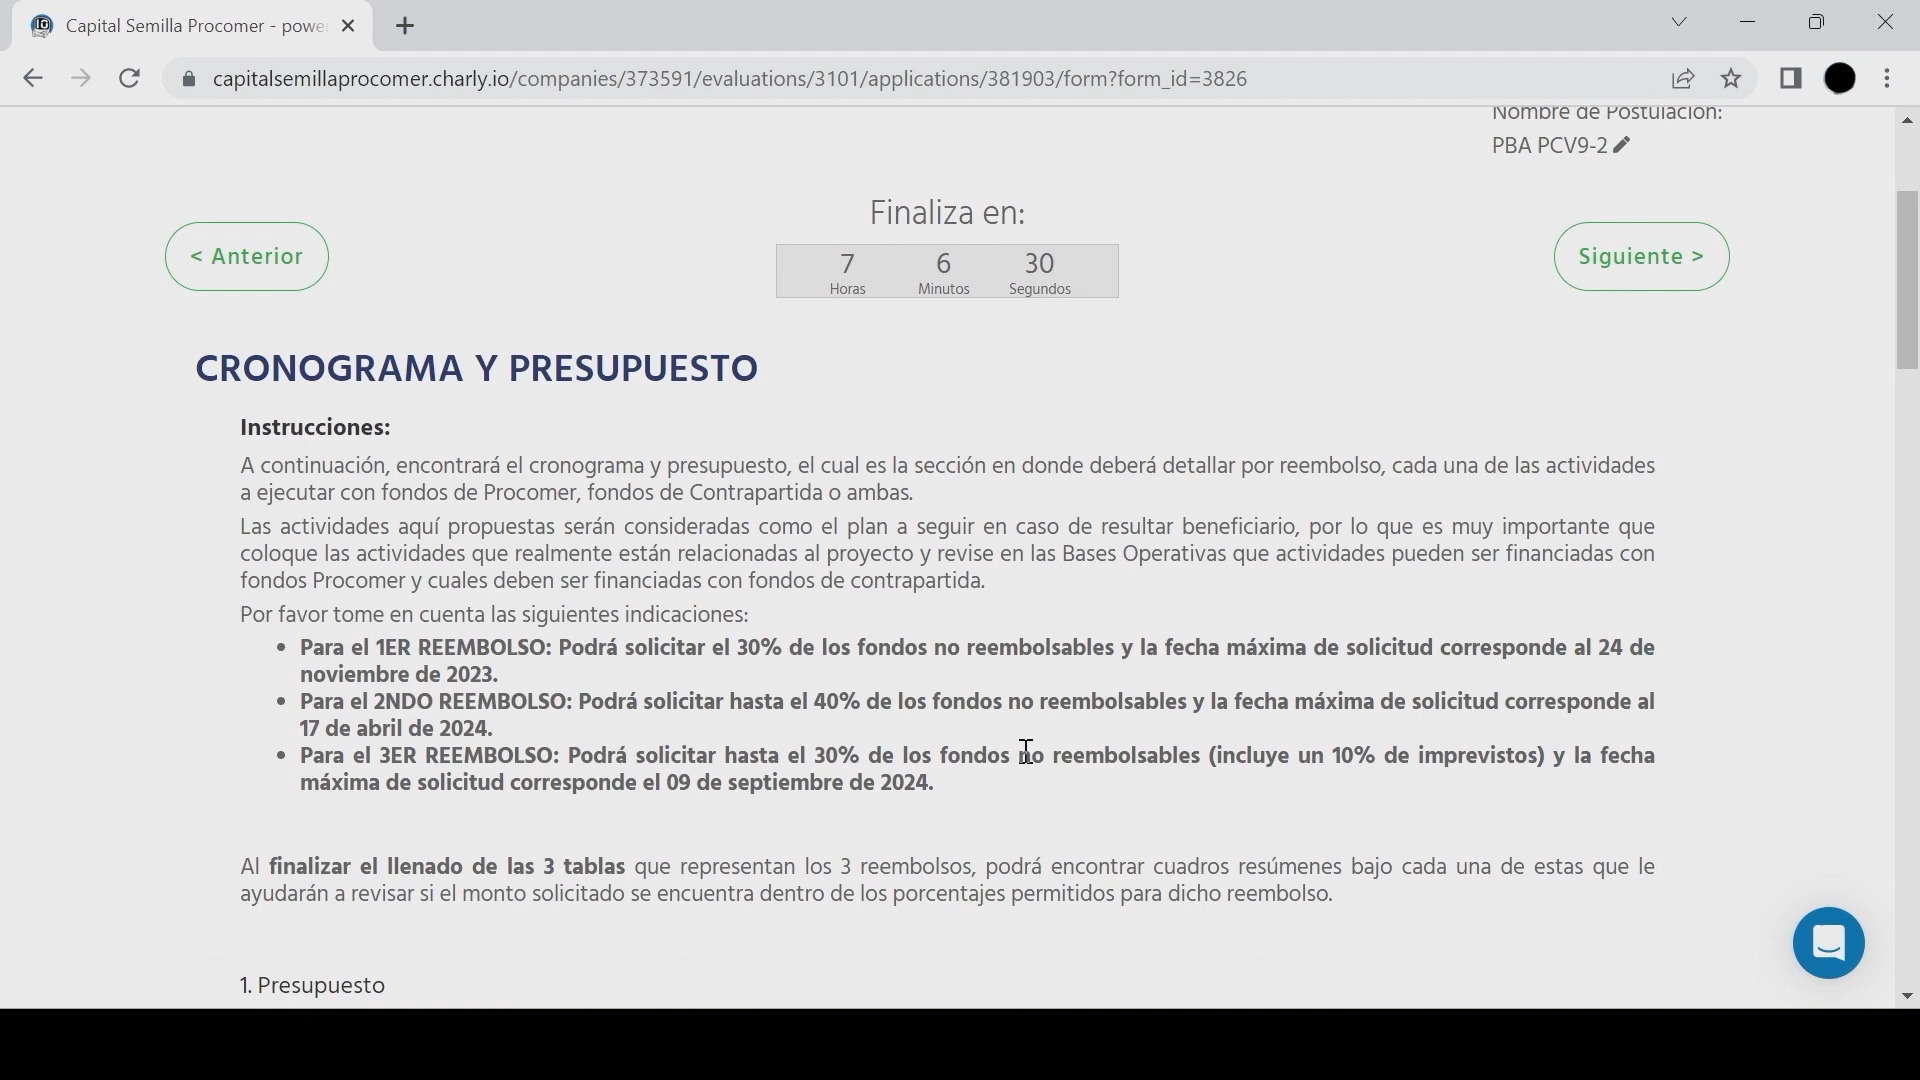 Capital Semilla Procomer - powe
capitalsemillaprocomer.charly.io/companies/373591/evaluations/3101/applications/381903/form?form_id=3826
Nombre de Postulación:
PBA PCV9-2
Finaliza en:
< Anterior
Siguiente >
7 6 30
Horas Minutos Segundos
CRONOGRAMA Y PRESUPUESTO
Instrucciones:
A continuación, encontrará el cronograma y presupuesto, el cual es la sección en donde deberá detallar por reembolso, cada una de las actividades
a ejecutar con fondos de Procomer, fondos de Contrapartida o ambas.
Las actividades aquí propuestas serán consideradas como el plan a seguir en caso de resultar beneficiario, por lo que es muy importante que
coloque las actividades que realmente están relacionadas al proyecto y revise en las Bases Operativas que actividades pueden ser financiadas con
fondos Procomer y cuales deben ser financiadas con fondos de contrapartida.
Por favor tome en cuenta las siguientes indicaciones:
• Para el 1ER REEMBOLSO: Podrá solicitar el 30% de los fondos no reembolsables y la fecha máxima de solicitud corresponde al 24 de
noviembre de 2023.
• Para el 2NDO REEMBOLSO: Podrá solicitar hasta el 40% de los fondos no reembolsables y la fecha máxima de solicitud corresponde al
17 de abril de 2024.
• Para el 3ER REEMBOLSO: Podrá solicitar hasta el 30% de los fondos no reembolsables (incluye un 10% de imprevistos) y la fecha
máxima de solicitud corresponde el 09 de septiembre de 2024.
Al finalizar el llenado de las 3 tablas que representan los 3 reembolsos, podrá encontrar cuadros resúmenes bajo cada una de estas que le
ayudarán a revisar si el monto solicitado se encuentra dentro de los porcentajes permitidos para dicho reembolso.
1. Presupuesto